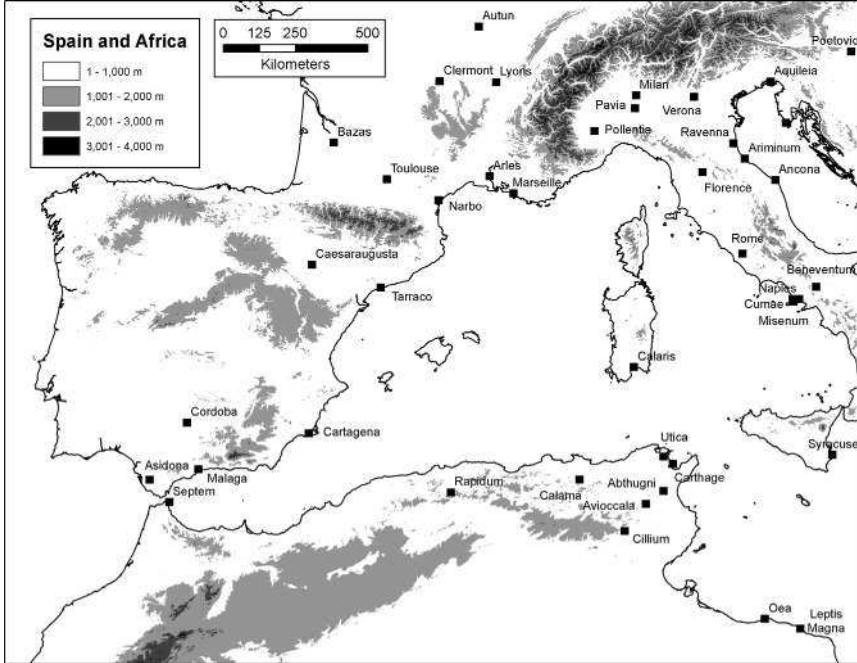 Spain and Africa
1 - 1,000 m
1,001 - 2,000 m
2,001 - 3,000 m
3,001 - 4,000 m
0 125 250 500
Kilometers
Autun
Poetovio
Clermont
Lyons
Milan
Aquileia
Pavia
Verona
Bazas
Pollentia
Ravenna
Ariminum
Toulouse
Arles
Marseille
Florence
Ancona
Narbo
Caesaraugusta
Rome
Beneventum
Tarraco
Naples
Cumae
Misenum
Calaris
Cordoba
Cartagena
Utica
Syracuse
Asidona
Malaga
Rapidum
Calama
Abthugni
Carthage
Septem
Avioccala
Cillium
Oea
Leptis
Magna